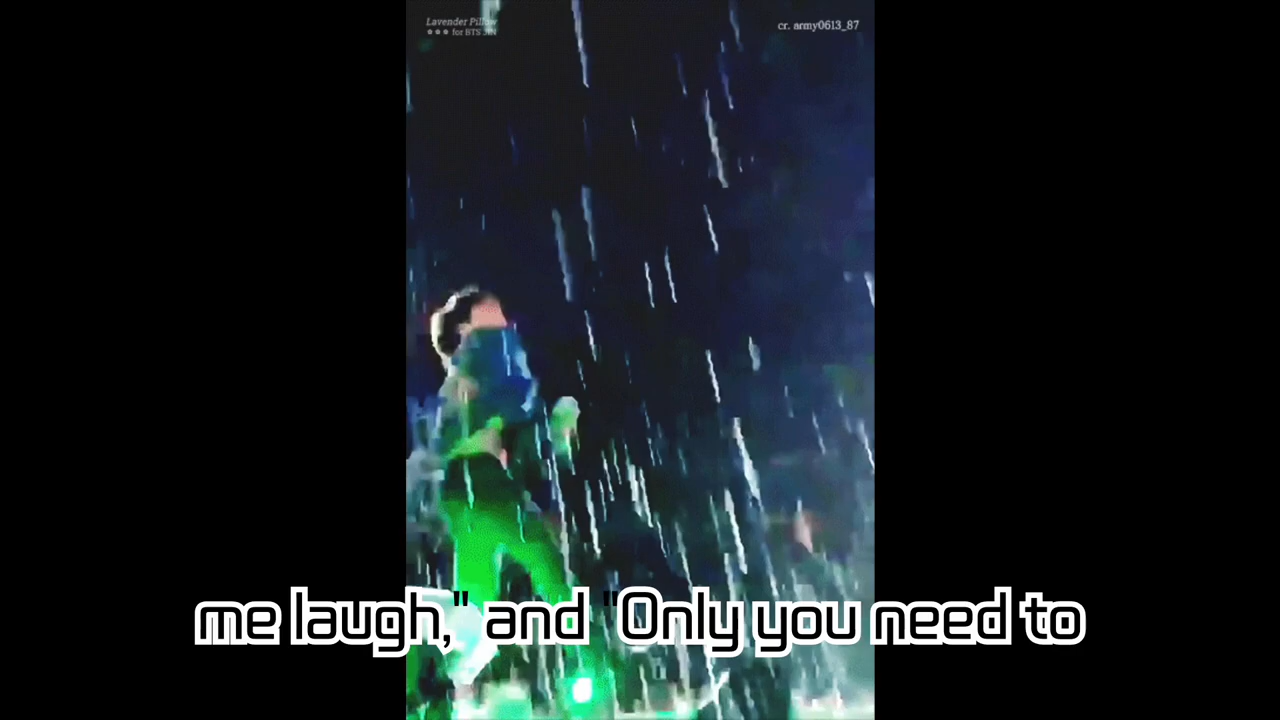 Lavender Pillow
for BTS JIN
cr. army0613_87
me laugh," and "Only you need to